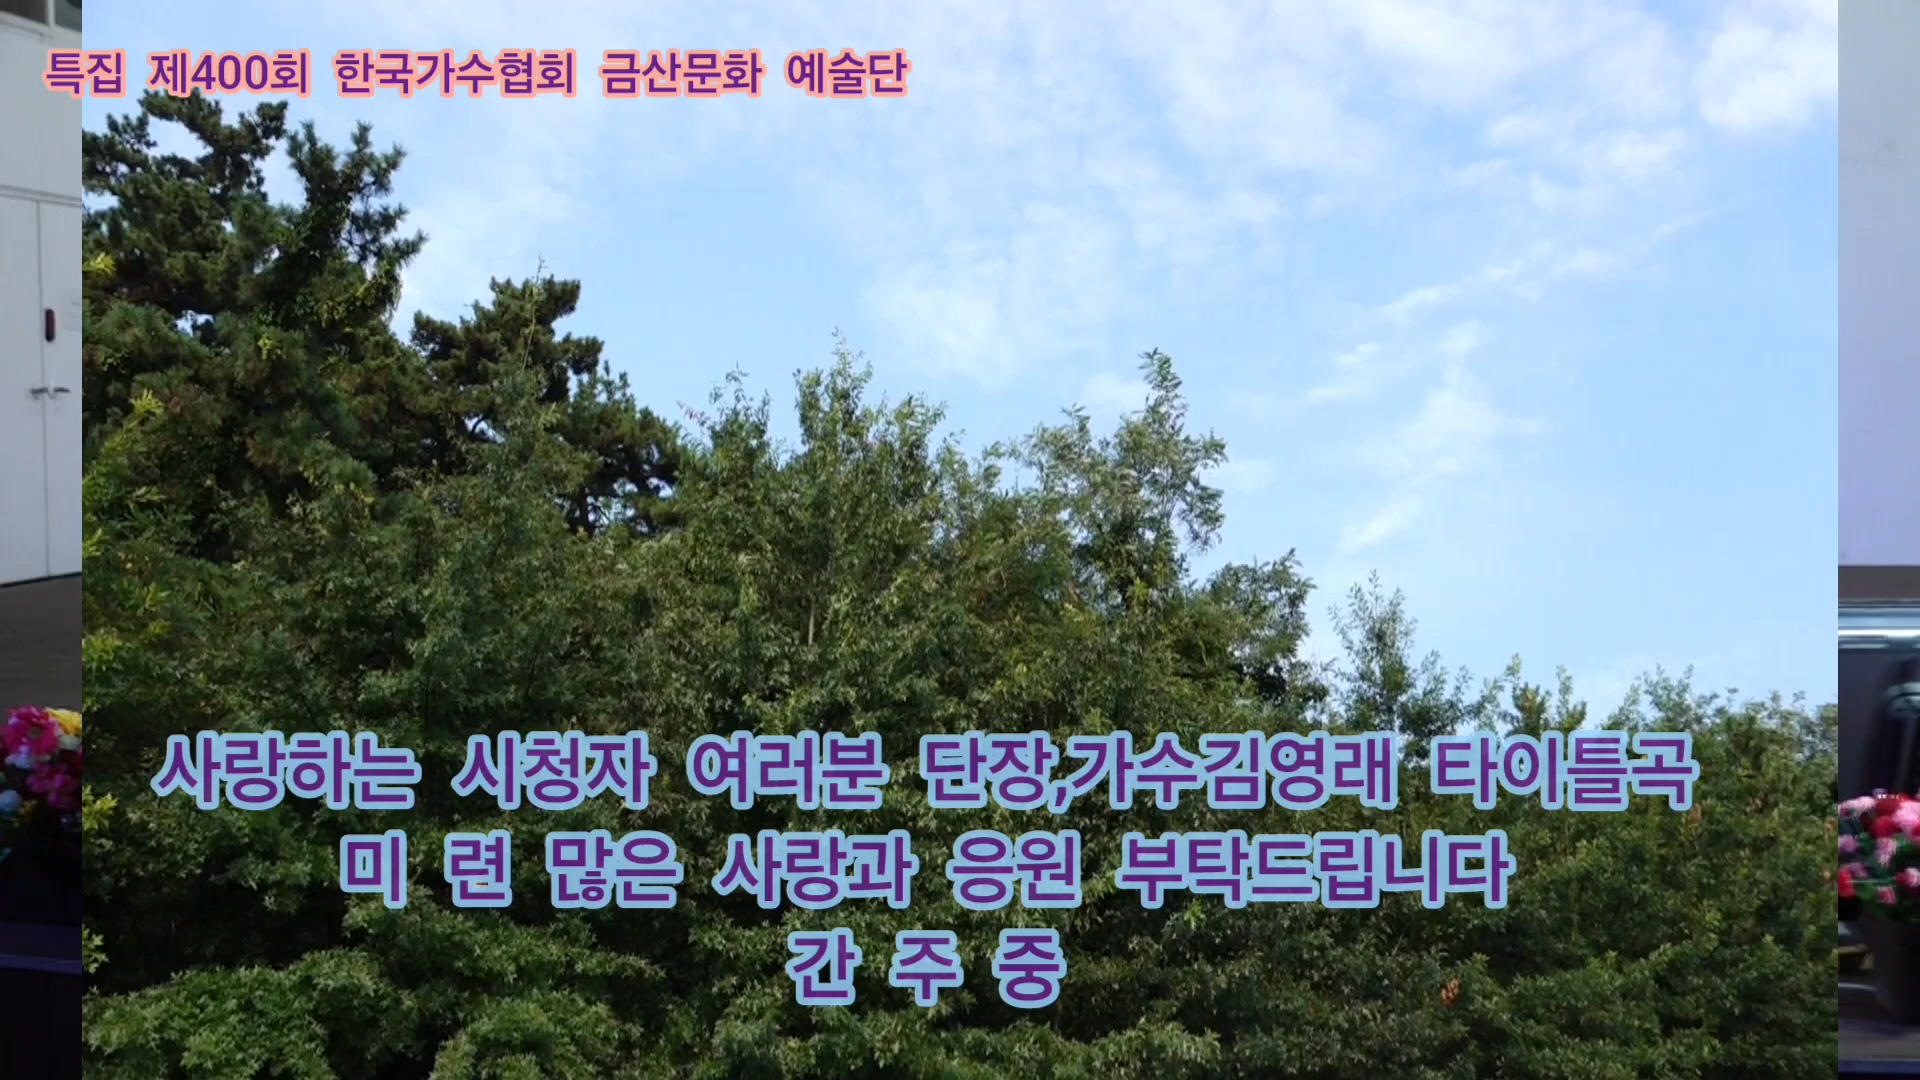 특집 제400회 한국가수협회 금산문화 예술단
사랑하는 시청자 여러분 단장,가수김영래 타이틀곡
미 련 많은 사랑과 응원 부탁드립니다
간 주 중